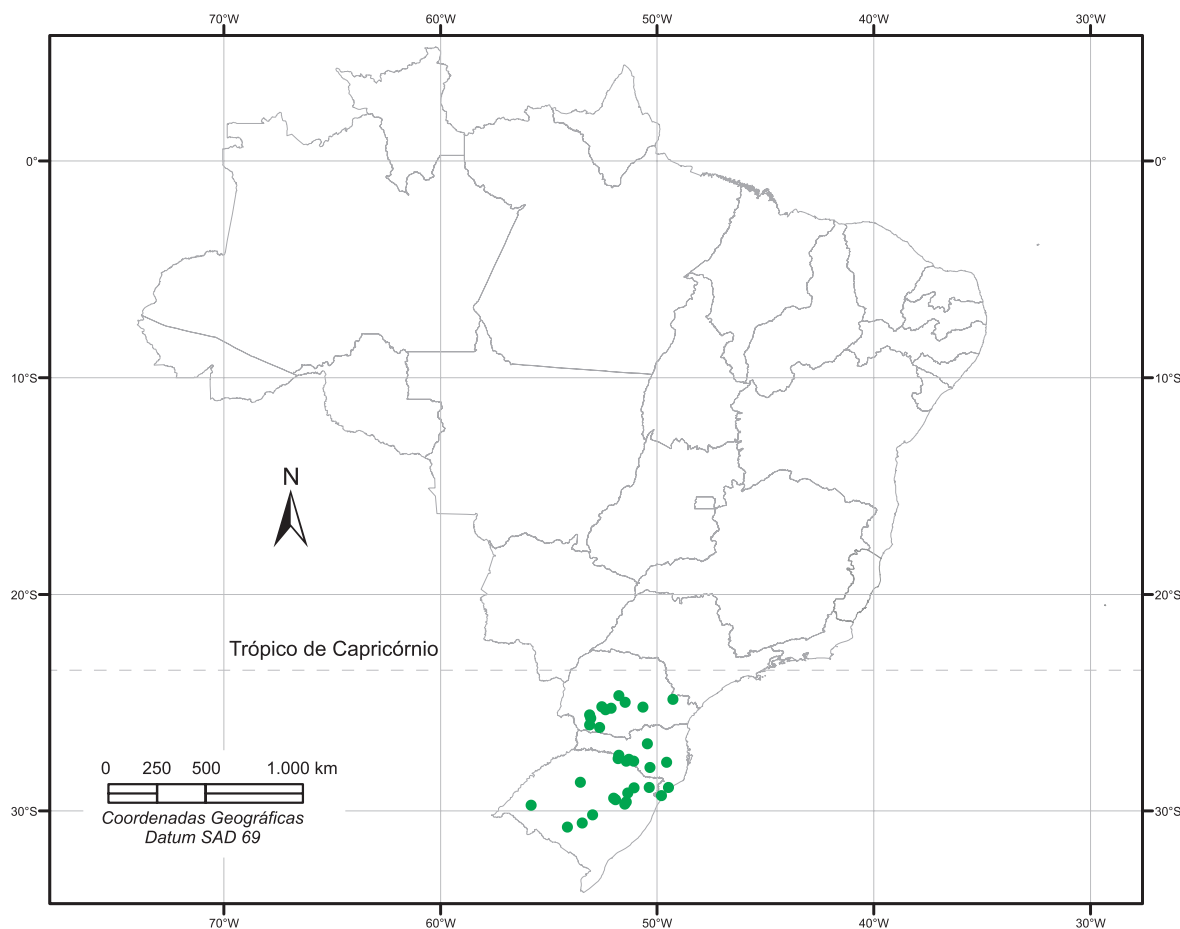 70°W 60°W 50°W 40°W 30°W
0° 0°
10°S 10°S
N
20°S 20°S
Trópico de Capricórnio
0 250 500 1.000 km
Coordenadas Geográficas
Datum SAD 69
30°S 30°S
70°W 60°W 50°W 40°W 30°W